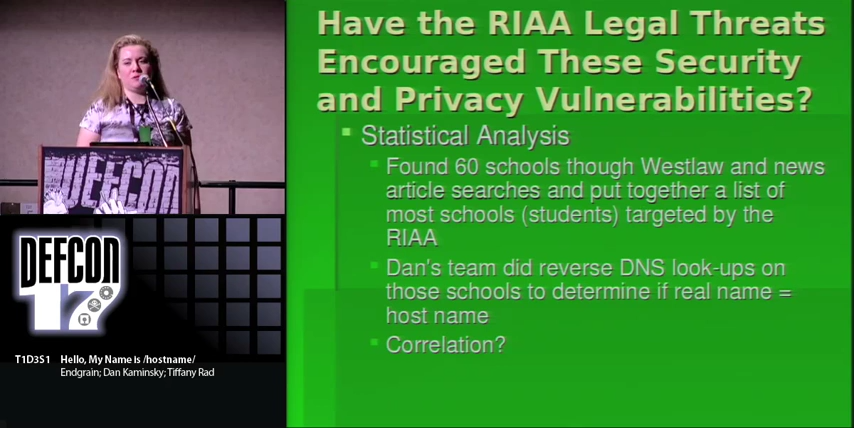 Have the RIAA Legal Threats
Encouraged These Security
and Privacy Vulnerabilities?
Statistical Analysis
Found 60 schools though Westlaw and news
article searches and put together a list of
most schools (students) targeted by the
RIAA
Dan's team did reverse DNS look-ups on
those schools to determine if real name =
host name
Correlation?
DEFCON
DEFCON
17
T1D3S1 Hello, My Name is /hostname/
Endgrain; Dan Kaminsky; Tiffany Rad